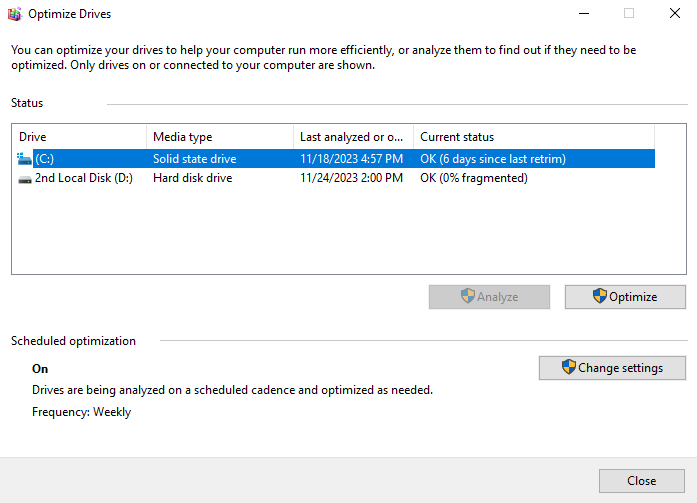 Optimize Drives
You can optimize your drives to help your computer run more efficiently, or analyze them to find out if they need to be
optimized. Only drives on or connected to your computer are shown.
Status
Drive Media type Last analyzed or o... Current status
(C:) Solid state drive 11/18/2023 4:57 PM OK (6 days since last retrim)
2nd Local Disk (D:) Hard disk drive 11/24/2023 2:00 PM OK (0% fragmented)
Analyze Optimize
Scheduled optimization
On
Change settings
Drives are being analyzed on a scheduled cadence and optimized as needed.
Frequency: Weekly
Close